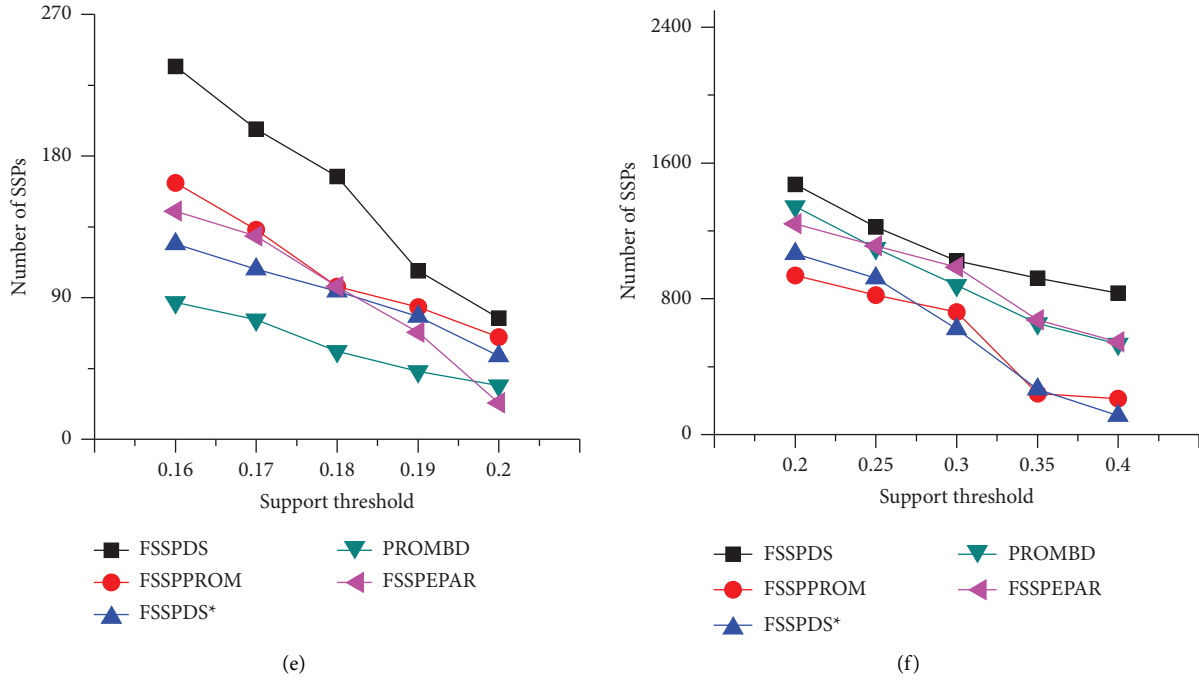 270
180
90
0
Number of SSPs
0.16 0.17 0.18 0.19 0.2
Support threshold
FSSPDS
FSSPPROM
FSSPDS*
PROMBD
FSSPEPAR
(e)
2400
1600
800
0
Number of SSPs
0.2 0.25 0.3 0.35 0.4
Support threshold
FSSPDS
FSSPPROM
FSSPDS*
PROMBD
FSSPEPAR
(f)